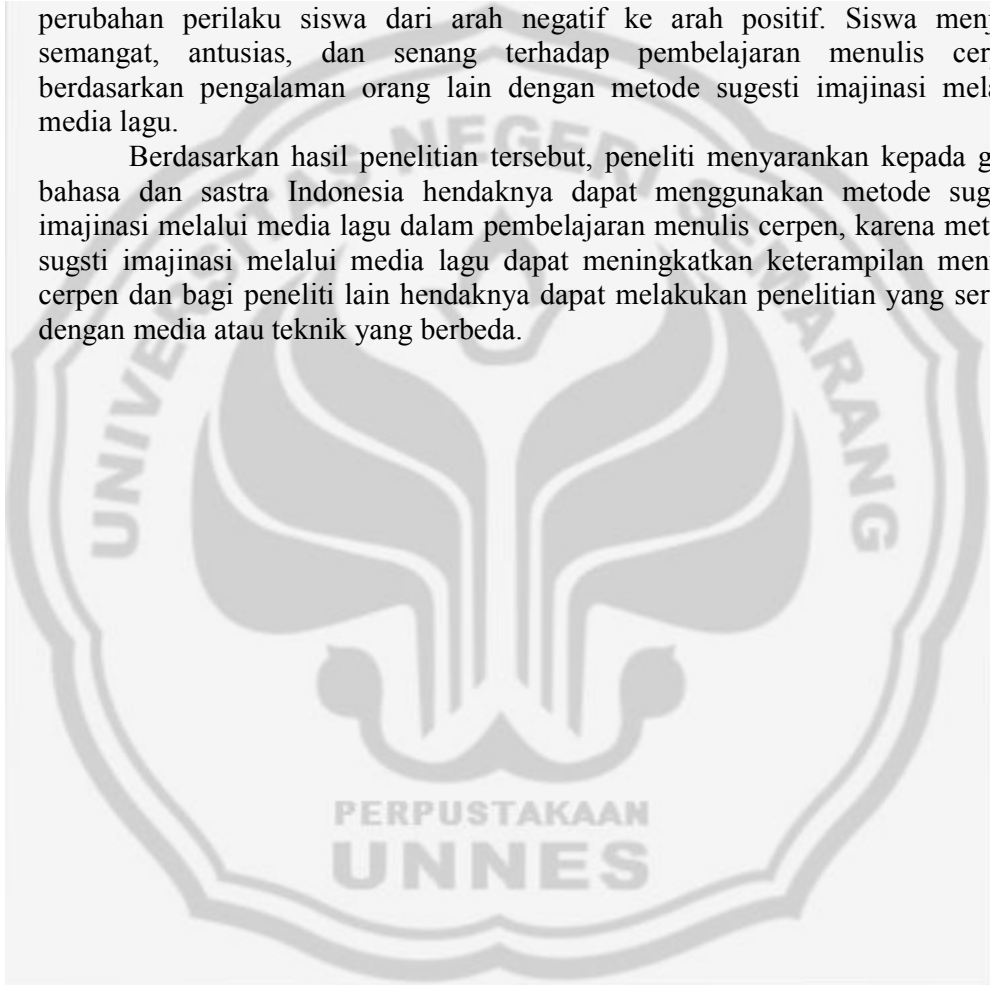 perubahan perilaku siswa dari arah negatif ke arah positif. Siswa menj
semangat, antusias, dan senang terhadap pembelajaran menulis cer
berdasarkan pengalaman orang lain dengan metode sugesti imajinasi mel
media lagu.
Berdasarkan hasil penelitian tersebut, peneliti menyarankan kepada g
bahasa dan sastra Indonesia hendaknya dapat menggunakan metode sug
imajinasi melalui media lagu dalam pembelajaran menulis cerpen, karena met
sugsti imajinasi melalui media lagu dapat meningkatkan keterampilan men
cerpen dan bagi peneliti lain hendaknya dapat melakukan penelitian yang ser
dengan media atau teknik yang berbeda.
UNIVERSITAS NEGERI SEMARANG
PERPUSTAKAAN
UNNES